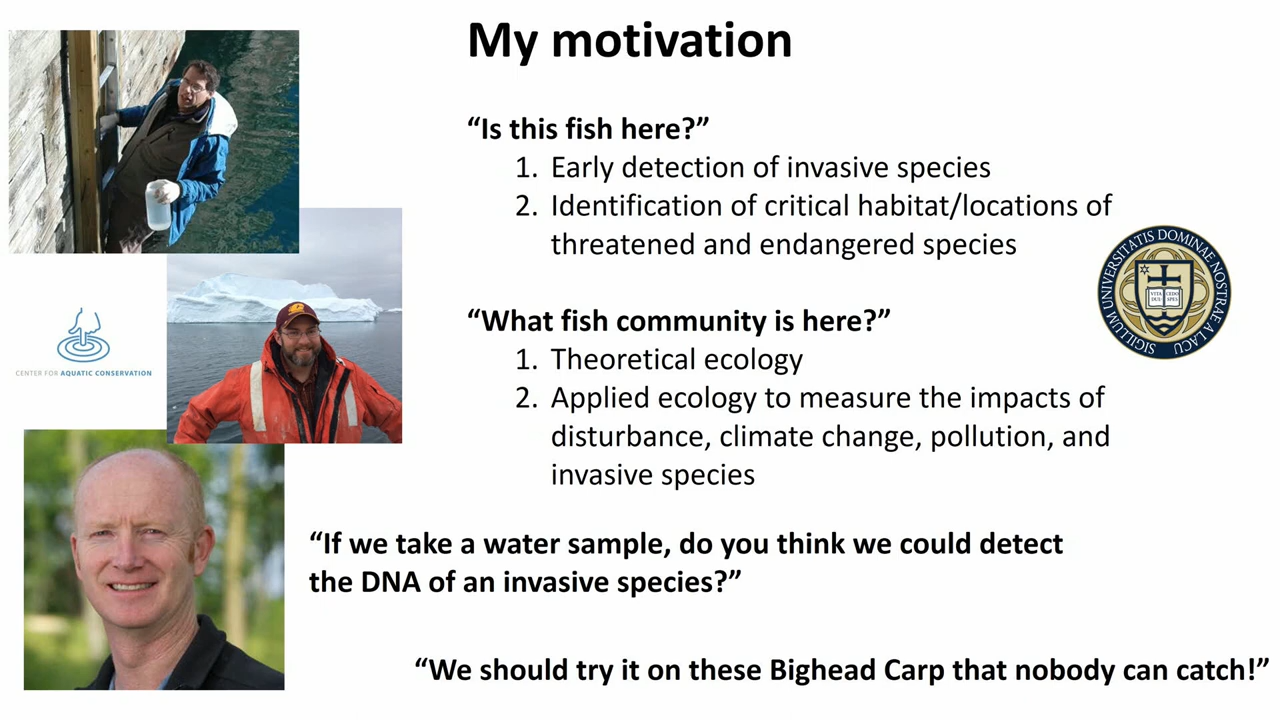 My motivation
“Is this fish here?”
1. Early detection of invasive species
2. Identification of critical habitat/locations of
threatened and endangered species
“What fish community is here?”
1. Theoretical ecology
2. Applied ecology to measure the impacts of
disturbance, climate change, pollution, and
invasive species
“If we take a water sample, do you think we could detect
the DNA of an invasive species?”
“We should try it on these Bighead Carp that nobody can catch!”
CENTER FOR AQUATIC CONSERVATION
SIGILLUM UNIVERSITATIS DOMINAE NOSTRAE A LACU
VITA CEDO
DUL SPES